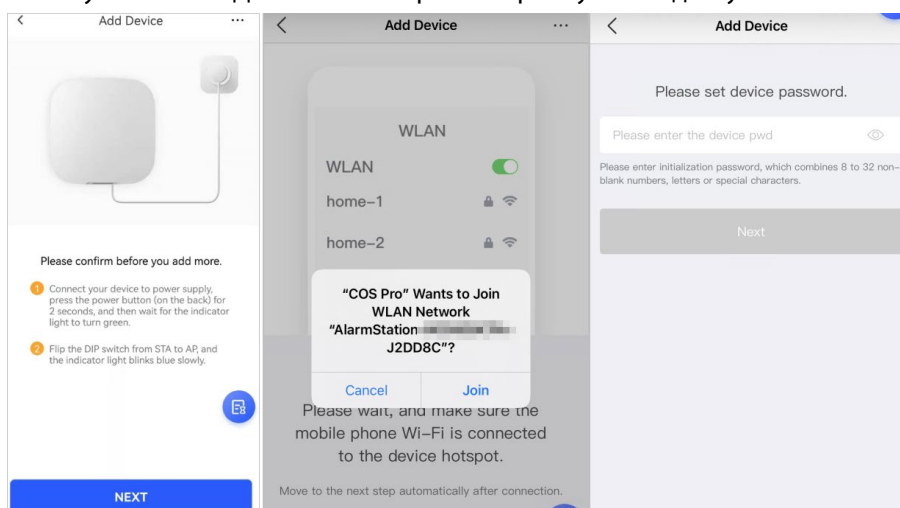 Add Device
Please confirm before you add more.
1 Connect your device to power supply,
press the power button (on the back) for
2 seconds, and then wait for the indicator
light to turn green.
2 Flip the DIP switch from STA to AP, and
the indicator light blinks blue slowly.
NEXT
Add Device
WLAN
WLAN
home-1
home-2
"COS Pro" Wants to Join
WLAN Network
"AlarmStation
J2DD8C"?
Cancel Join
Please wait, and make sure the
mobile phone Wi-Fi is connected
to the device hotspot.
Move to the next step automatically after connection.
Add Device
Please set device password.
Please enter the device pwd
Please enter initialization password, which combines 8 to 32 non-
blank numbers, letters or special characters.
Next